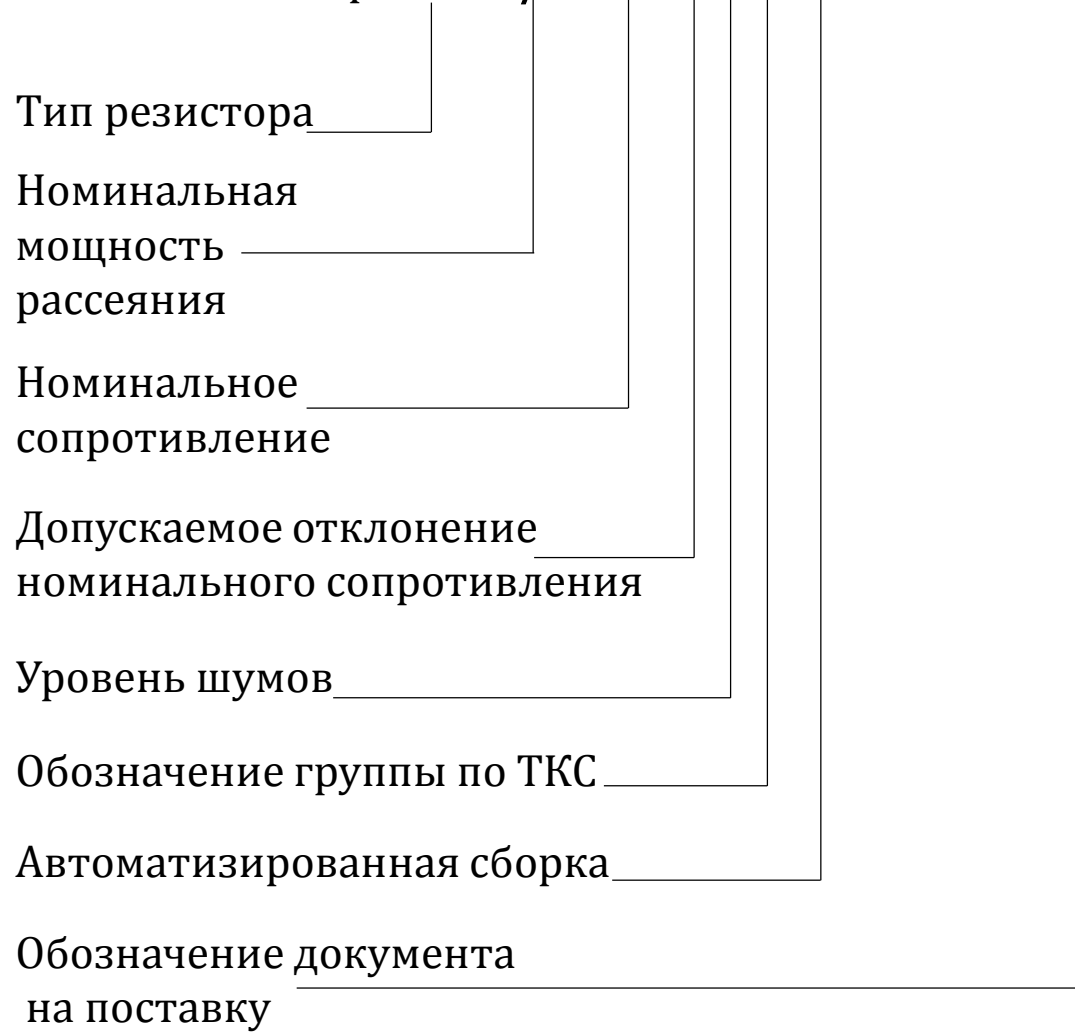 Тип резистора
Номинальная
мощность
рассеяния
Номинальное
сопротивление
Допускаемое отклонение
номинального сопротивления
Уровень шумов
Обозначение группы по ТКС
Автоматизированная сборка
Обозначение документа
на поставку